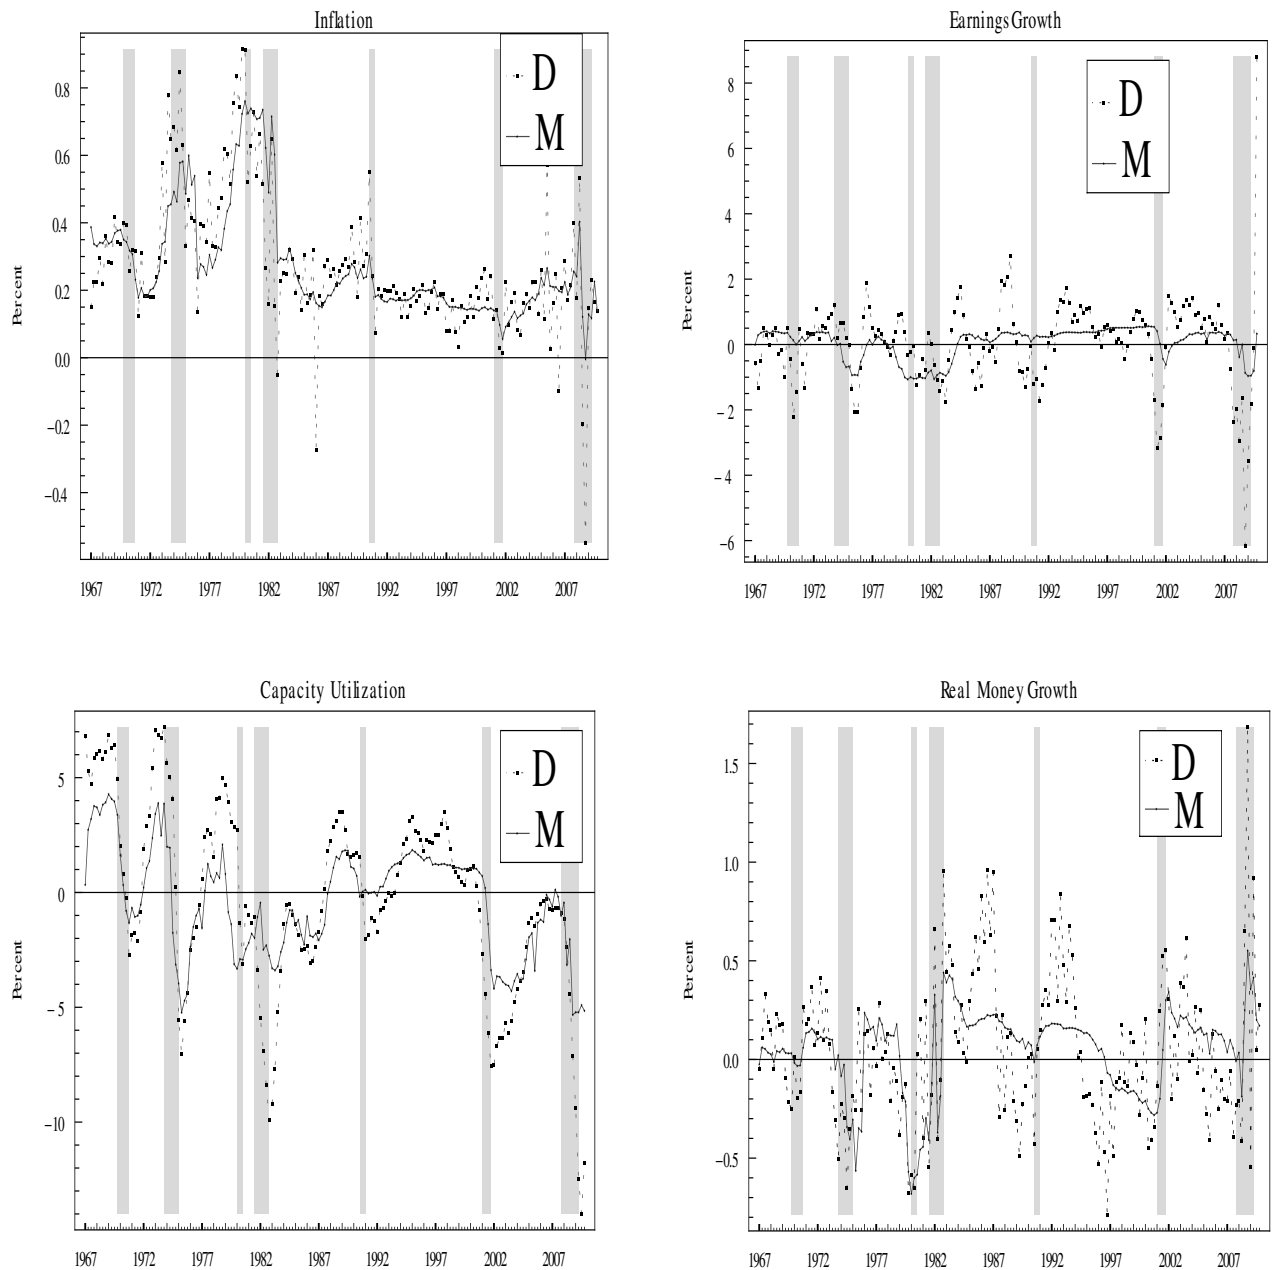 Inflation
D
M
Percent
0.8
0.6
0.4
0.2
0.0
−0.2
−0.4
1967 1972 1977 1982 1987 1992 1997 2002 2007
Earnings Growth
D
M
Percent
8
6
4
2
0
−2
−4
−6
1967 1972 1977 1982 1987 1992 1997 2002 2007
Capacity Utilization
D
M
Percent
5
0
−5
−10
1967 1972 1977 1982 1987 1992 1997 2002 2007
Real Money Growth
D
M
Percent
1.5
1.0
0.5
0.0
−0.5
1967 1972 1977 1982 1987 1992 1997 2002 2007